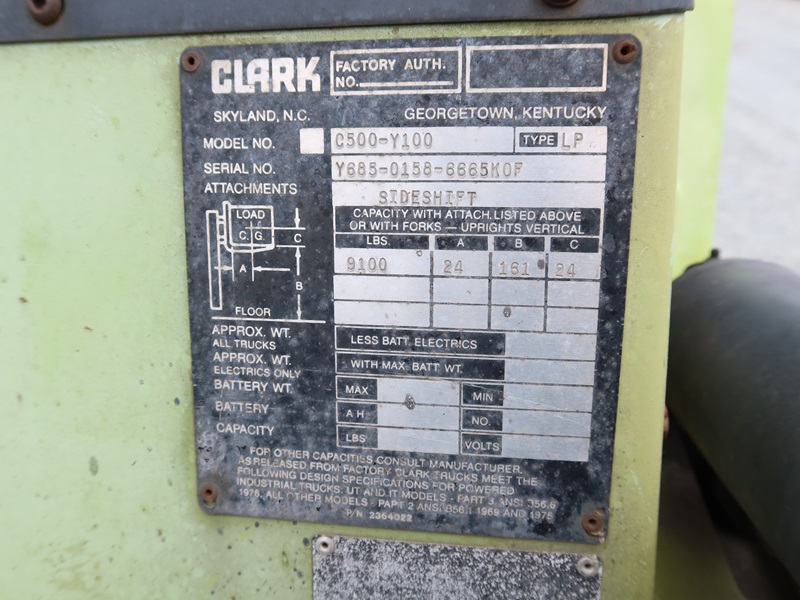 CLARK
FACTORY AUTH.
NO.
SKYLAND, N.C. GEORGETOWN, KENTUCKY
MODEL NO. C500-Y100 TYPE LP
SERIAL NO. Y685-0158-6665KOF
ATTACHMENTS SIDESHIFT
CAPACITY WITH ATTACH. LISTED ABOVE
OR WITH FORKS — UPRIGHTS VERTICAL
LBS. A B C
9100 24 161 24
LOAD
C. G.
C
A
B
FLOOR
APPROX. WT.
ALL TRUCKS LESS BATT. ELECTRICS
APPROX. WT.
ELECTRICS ONLY WITH MAX BATT WT.
BATTERY WT. MAX MIN
BATTERY A H NO.
CAPACITY LBS VOLTS
FOR OTHER CAPACITIES CONSULT MANUFACTURER.
AS RELEASED FROM FACTORY CLARK TRUCKS MEET THE
FOLLOWING DESIGN SPECIFICATIONS FOR POWERED
INDUSTRIAL TRUCKS: UT AND IT MODELS - PART 3 ANSI B56.6
1978, ALL OTHER MODELS - PART 2 ANSI B56.1 1969 AND 1975
P/N 2364022